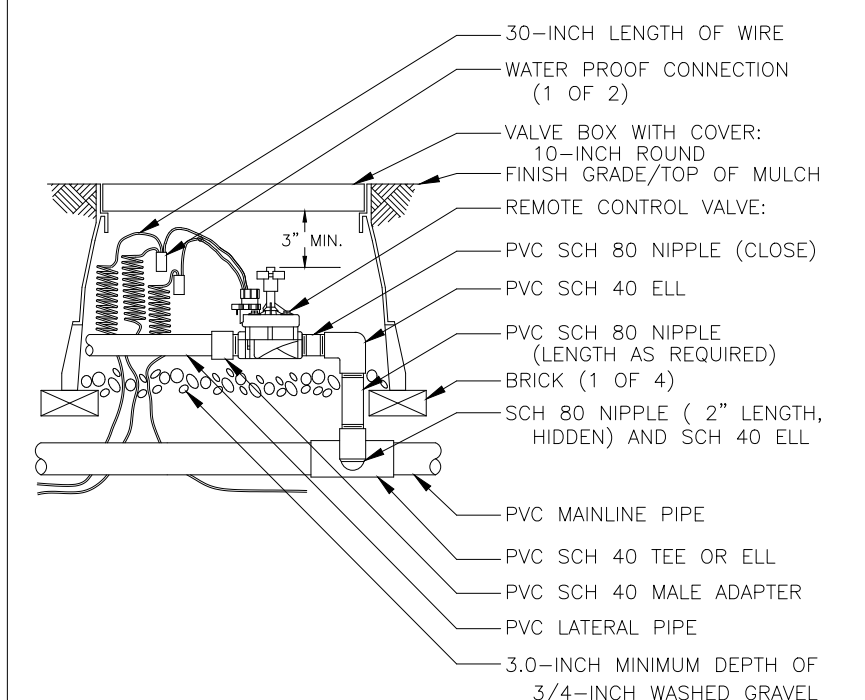 30-INCH LENGTH OF WIRE
WATER PROOF CONNECTION
(1 OF 2)
VALVE BOX WITH COVER:
10-INCH ROUND
FINISH GRADE/TOP OF MULCH
REMOTE CONTROL VALVE:
3" MIN.
PVC SCH 80 NIPPLE (CLOSE)
PVC SCH 40 ELL
PVC SCH 80 NIPPLE
(LENGTH AS REQUIRED)
BRICK (1 OF 4)
SCH 80 NIPPLE ( 2" LENGTH,
HIDDEN) AND SCH 40 ELL
PVC MAINLINE PIPE
PVC SCH 40 TEE OR ELL
PVC SCH 40 MALE ADAPTER
PVC LATERAL PIPE
3.0-INCH MINIMUM DEPTH OF
3/4-INCH WASHED GRAVEL